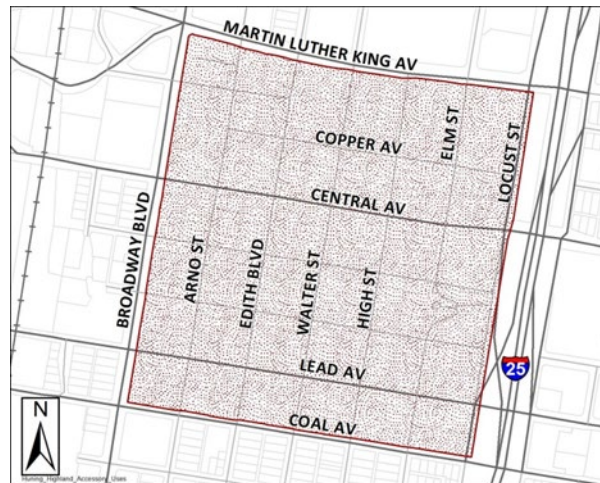 MARTIN LUTHER KING AV
COPPER AV
ELM ST
LOCUST ST
CENTRAL AV
BROADWAY BLVD
ARNO ST
EDITH BLVD
WALTER ST
HIGH ST
LEAD AV
25
COAL AV
N
Huning_Highland_Accessory_Uses